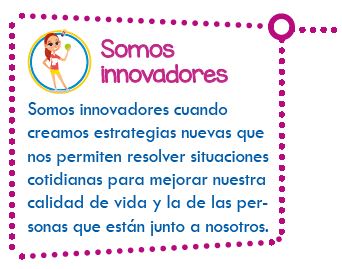 Somos
innovadores
Somos innovadores cuando
creamos estrategias nuevas que
nos permiten resolver situaciones
cotidianas para mejorar nuestra
calidad de vida y la de las per-
sonas que están junto a nosotros.